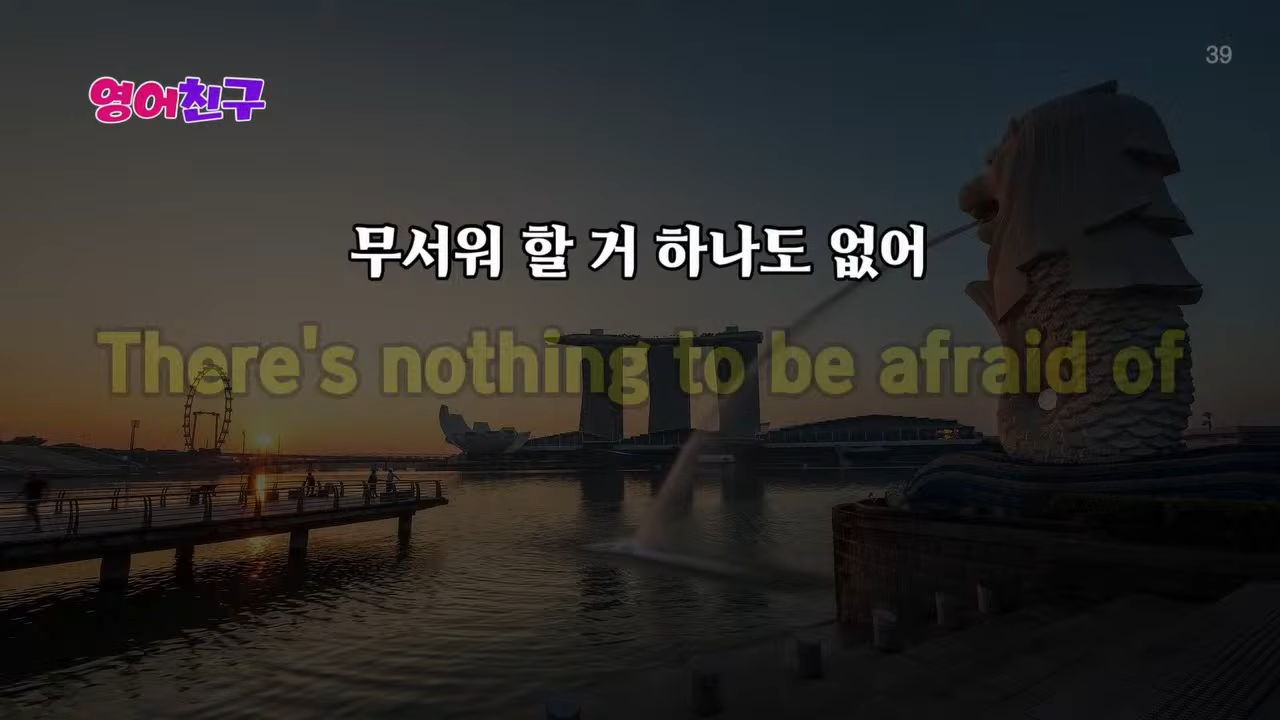 39
영어친구
무서워 할 거 하나도 없어
There's nothing to be afraid of